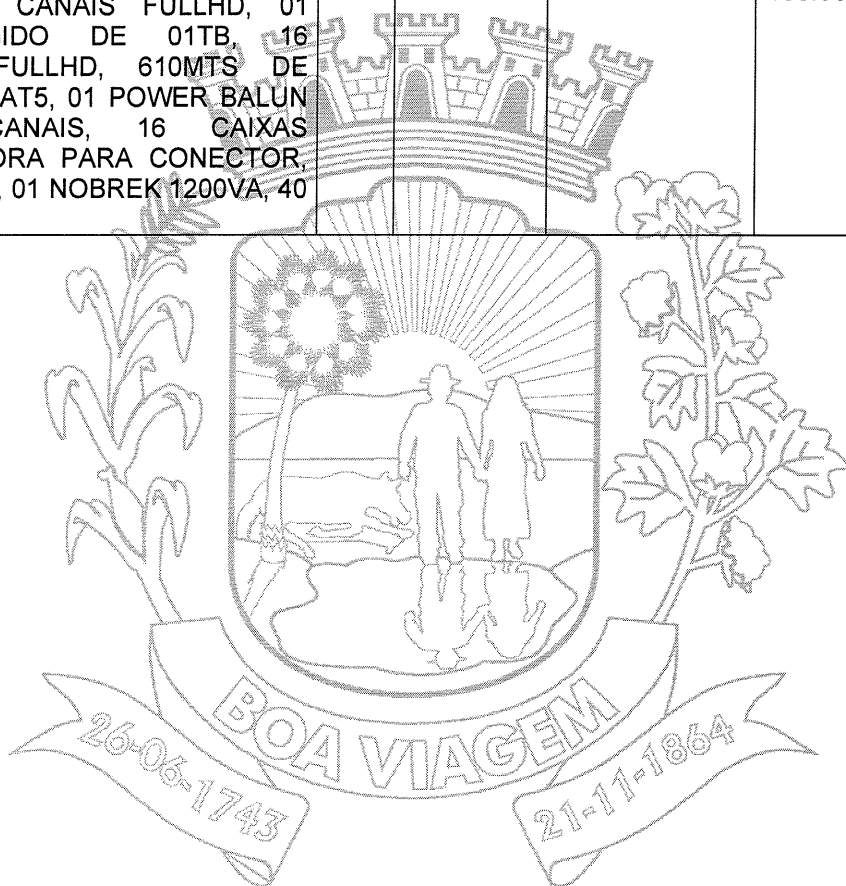 CANAIS FULLHD, 01
IDO DE 01TB, 16
FULLHD, 610MTS DE
AT5, 01 POWER BALUN
CANAIS, 16 CAIXAS
ORA PARA CONECTOR,
, 01 NOBREK 1200VA, 40
BOA VIAGEM
26-06-1743
21-11-1864